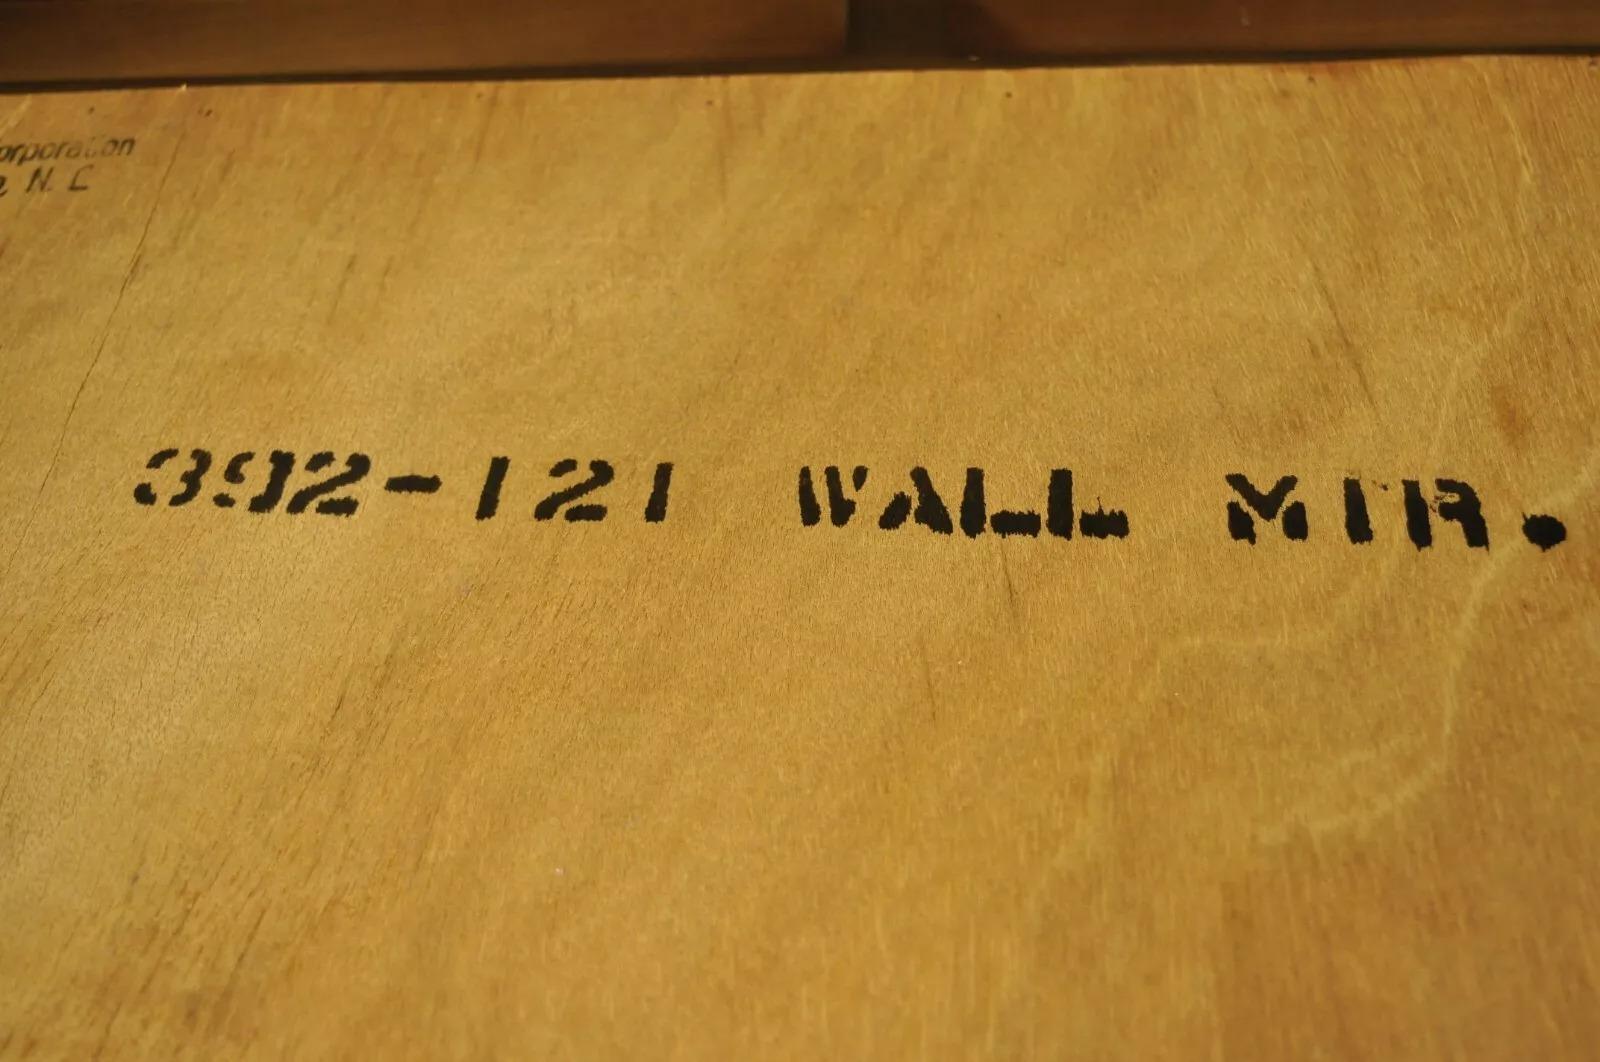 orporation
N. C
392-121 WALL MIR.